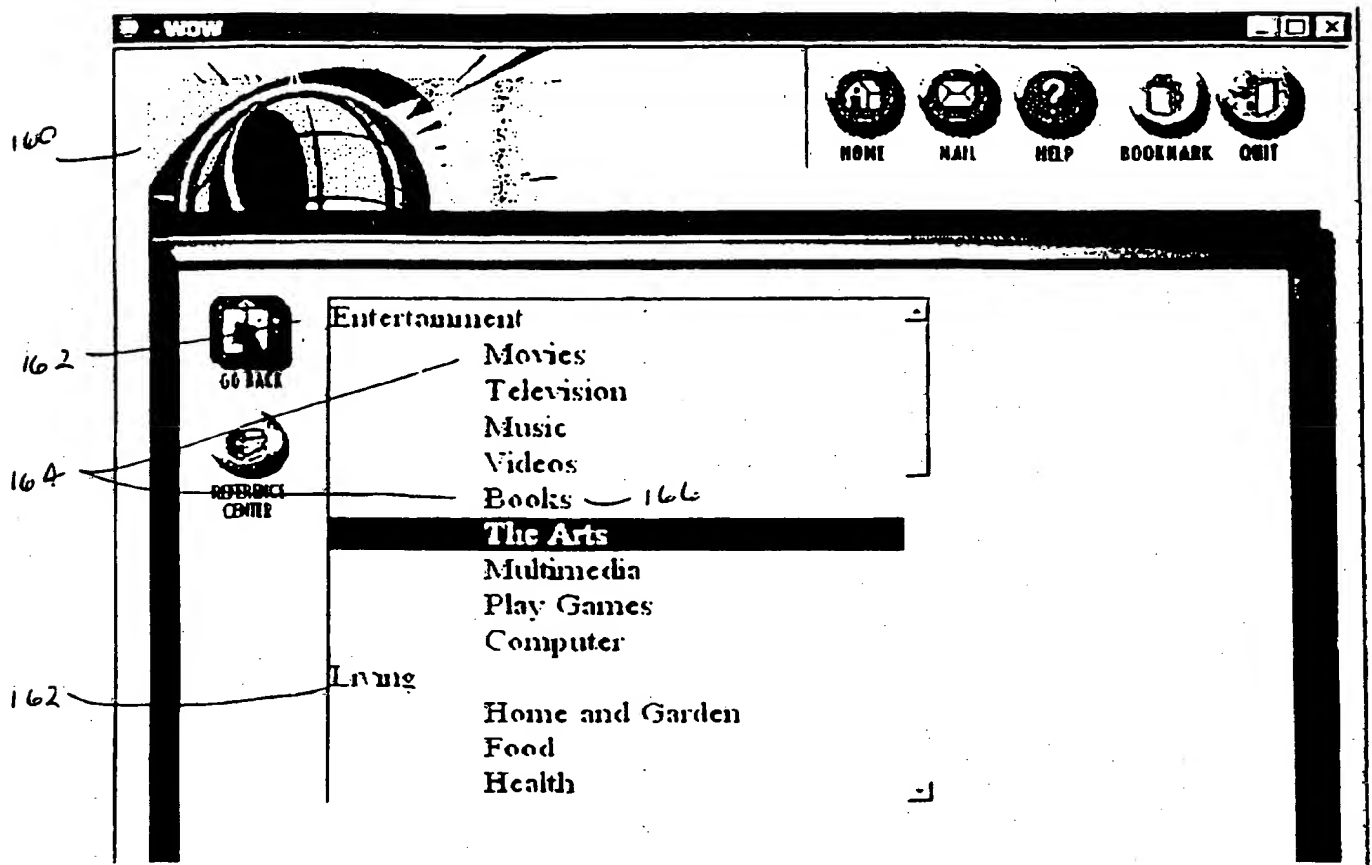 - WOW
HOME MAIL HELP BOOKMARK QUIT
160
Entertainment
162
GO BACK
Movies
Television
Music
Videos
164
REFERENCE
CENTER
Books 166
The Arts
Multimedia
Play Games
Computer
Living
162
Home and Garden
Food
Health